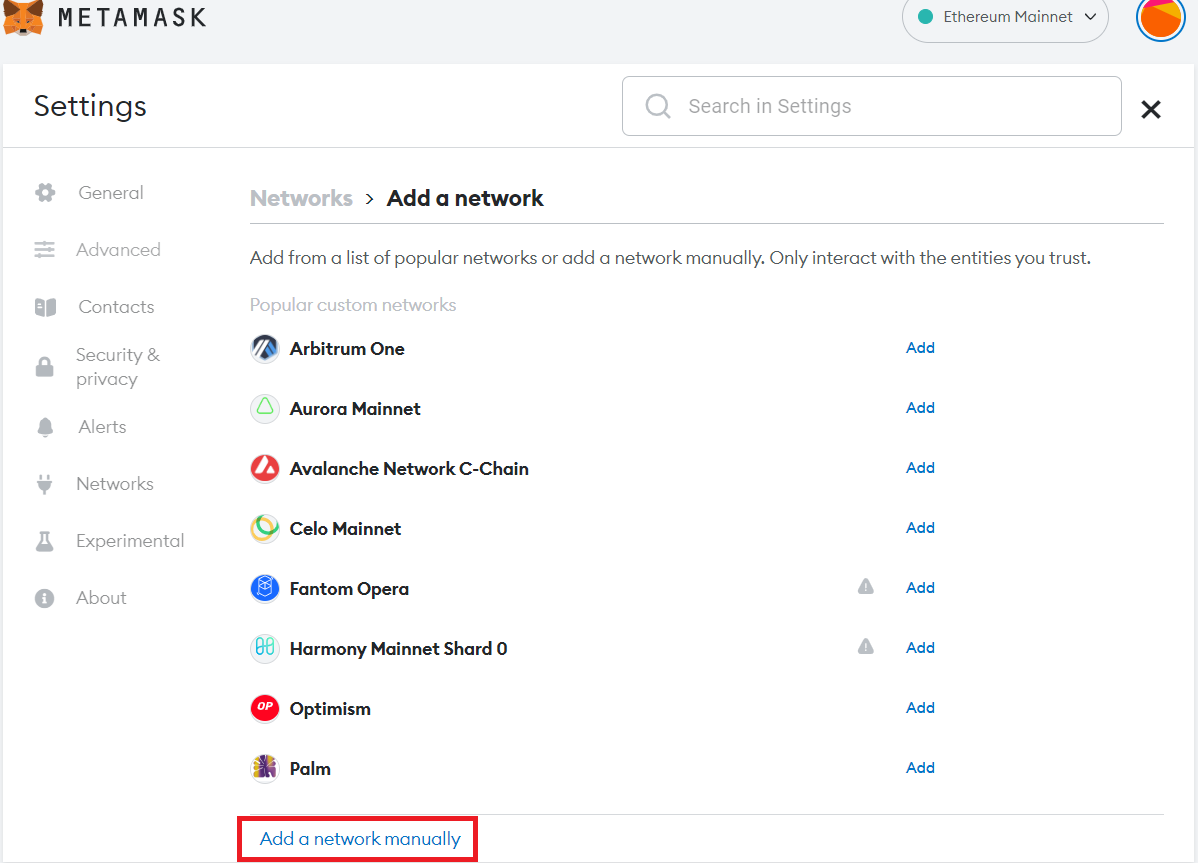 METAMASK
Ethereum Mainnet
Settings
Search in Settings
General
Advanced
Contacts
Security &
privacy
Alerts
Networks
Experimental
About
Networks > Add a network
Add from a list of popular networks or add a network manually. Only interact with the entities you trust.
Popular custom networks
Arbitrum One Add
Aurora Mainnet Add
Avalanche Network C-Chain Add
Celo Mainnet Add
Fantom Opera Add
Harmony Mainnet Shard 0 Add
OP Optimism Add
Palm Add
Add a network manually